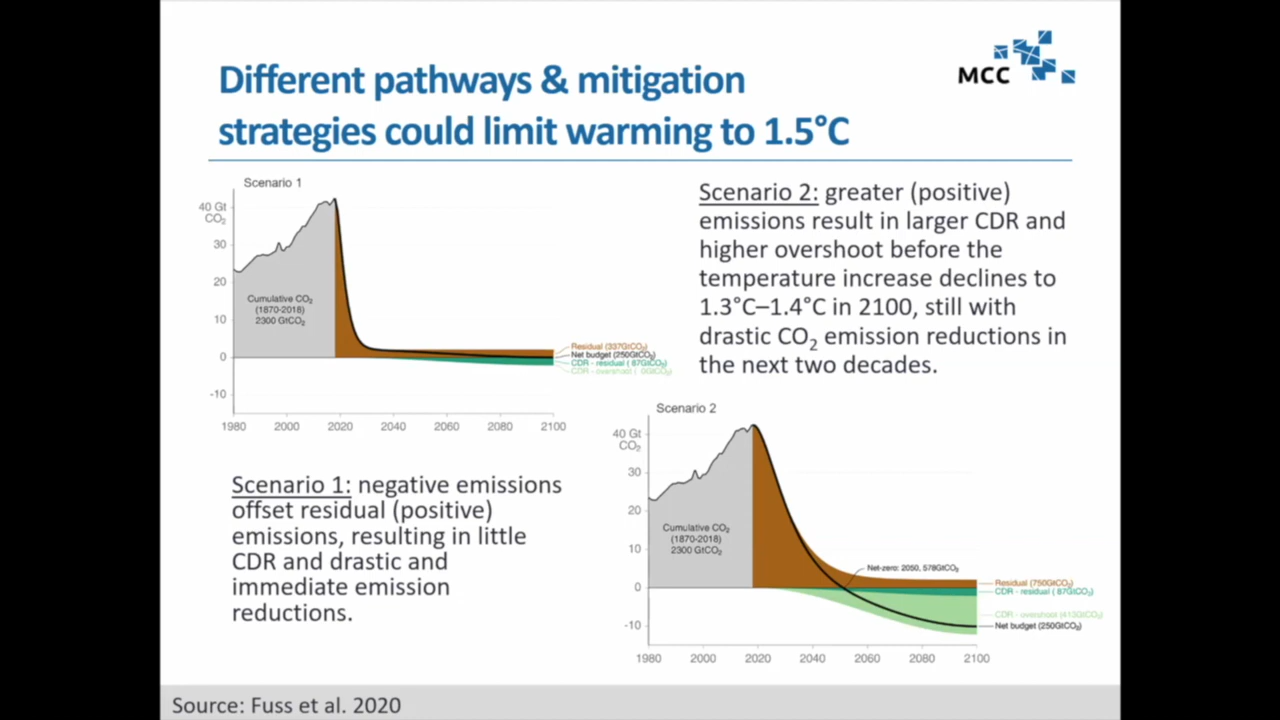 MCC
Different pathways & mitigation
strategies could limit warming to 1.5°C
Scenario 1
40 Gt
CO₂
30
20
10
0
-10
Cumulative CO₂
(1870-2018)
2300 GtCO₂
Residual (337GtCO₂)
Net budget (250GtCO₂)
CDR - residual ( 87GtCO₂)
CDR - overshoot ( 0GtCO₂)
1980 2000 2020 2040 2060 2080 2100
Scenario 2: greater (positive)
emissions result in larger CDR and
higher overshoot before the
temperature increase declines to
1.3°C–1.4°C in 2100, still with
drastic CO₂ emission reductions in
the next two decades.
Scenario 1: negative emissions
offset residual (positive)
emissions, resulting in little
CDR and drastic and
immediate emission
reductions.
Scenario 2
40 Gt
CO₂
30
20
10
0
-10
Cumulative CO₂
(1870-2018)
2300 GtCO₂
Net-zero: 2050, 578GtCO₂
Residual (750GtCO₂)
CDR - residual ( 87GtCO₂)
CDR - overshoot (413GtCO₂)
Net budget (250GtCO₂)
1980 2000 2020 2040 2060 2080 2100
Source: Fuss et al. 2020